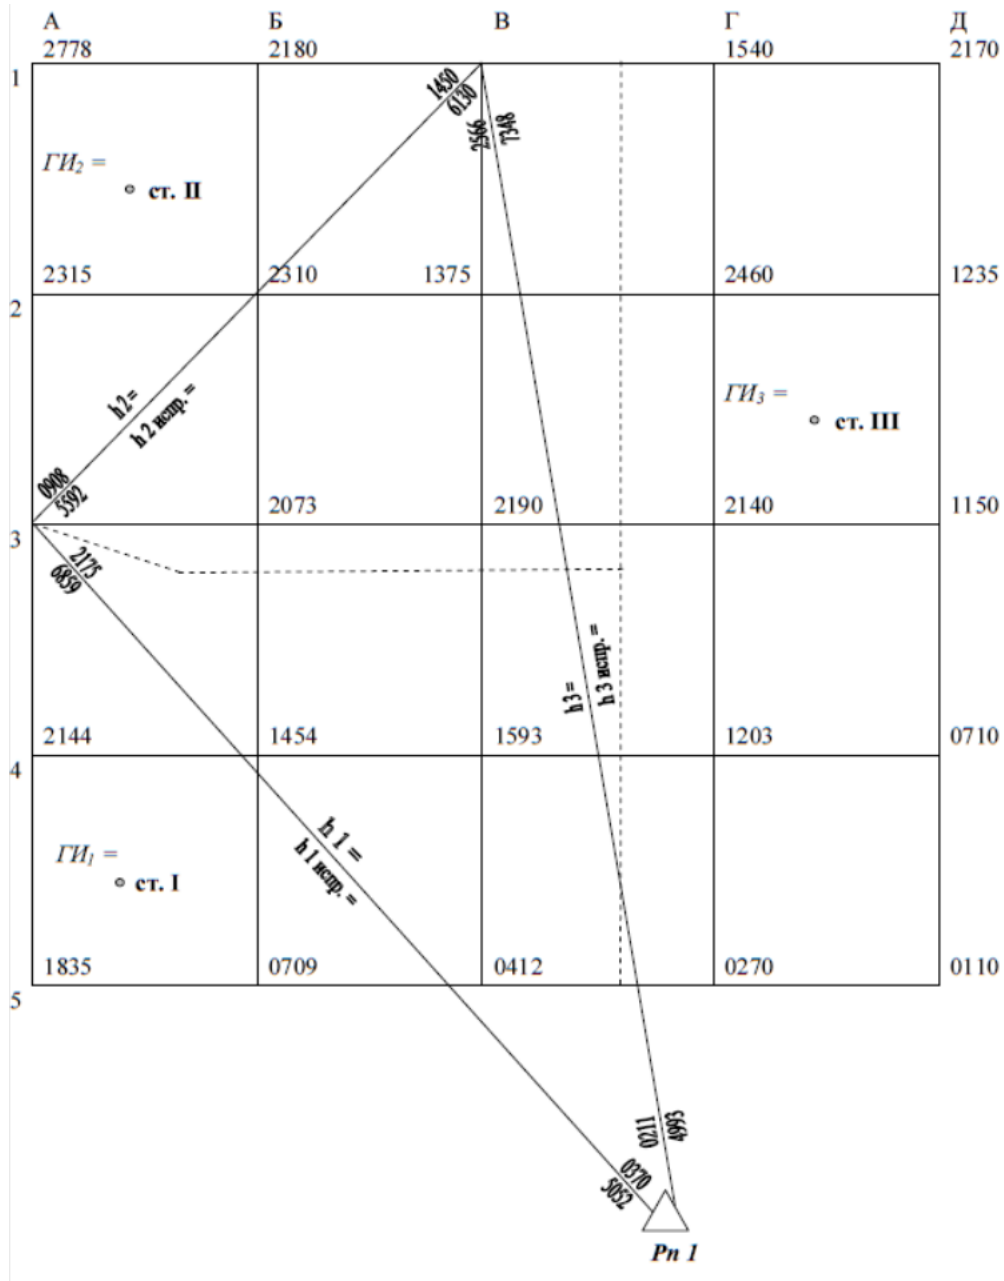 А Б В Г Д
2778 2180 1540 2170
1
1450
6130
2566
7348
ГИ2 =
ст. II
2315 2310 1375 2460 1235
2
h2=
h 2 испр. =
ГИ3 =
ст. III
0908
5592
2073 2190 2140 1150
3
2175
6859
h 3 =
h 3 испр. =
2144 1454 1593 1203 0710
4
h 1 =
h 1 испр. =
ГИ1 =
ст. I
1835 0709 0412 0270 0110
5
0211
4993
0370
5052
Рп 1